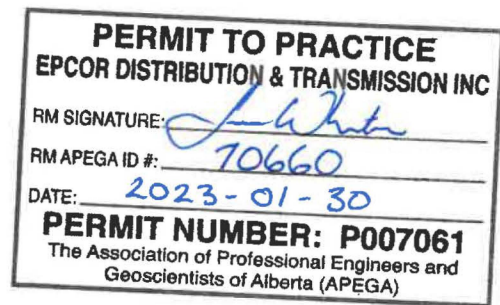 PERMIT TO PRACTICE
EPCOR DISTRIBUTION & TRANSMISSION INC
RM SIGNATURE:
RM APEGA ID #: 70660
DATE: 2023-01-30
PERMIT NUMBER: P007061
The Association of Professional Engineers and
Geoscientists of Alberta (APEGA)